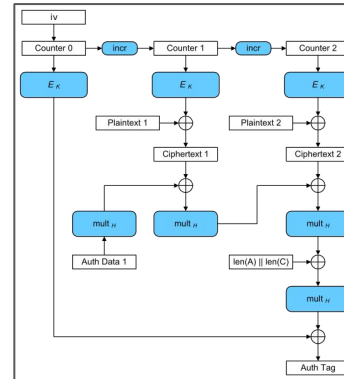 iv
Counter 0
incr
Counter 1
incr
Counter 2
E K
E K
E K
Plaintext 1
Plaintext 2
Ciphertext 1
Ciphertext 2
mult H
mult H
mult H
Auth Data 1
len(A) || len(C)
mult H
Auth Tag